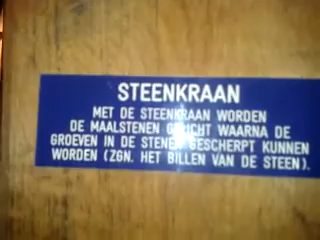 STEENKRAAN
MET DE STEENKRAAN WORDEN
DE MAALSTENEN GELICHT WAARNA DE
GROEVEN IN DE STENEN GESCHERPT KUNNEN
WORDEN (ZGN. HET BILLEN VAN DE STEEN).